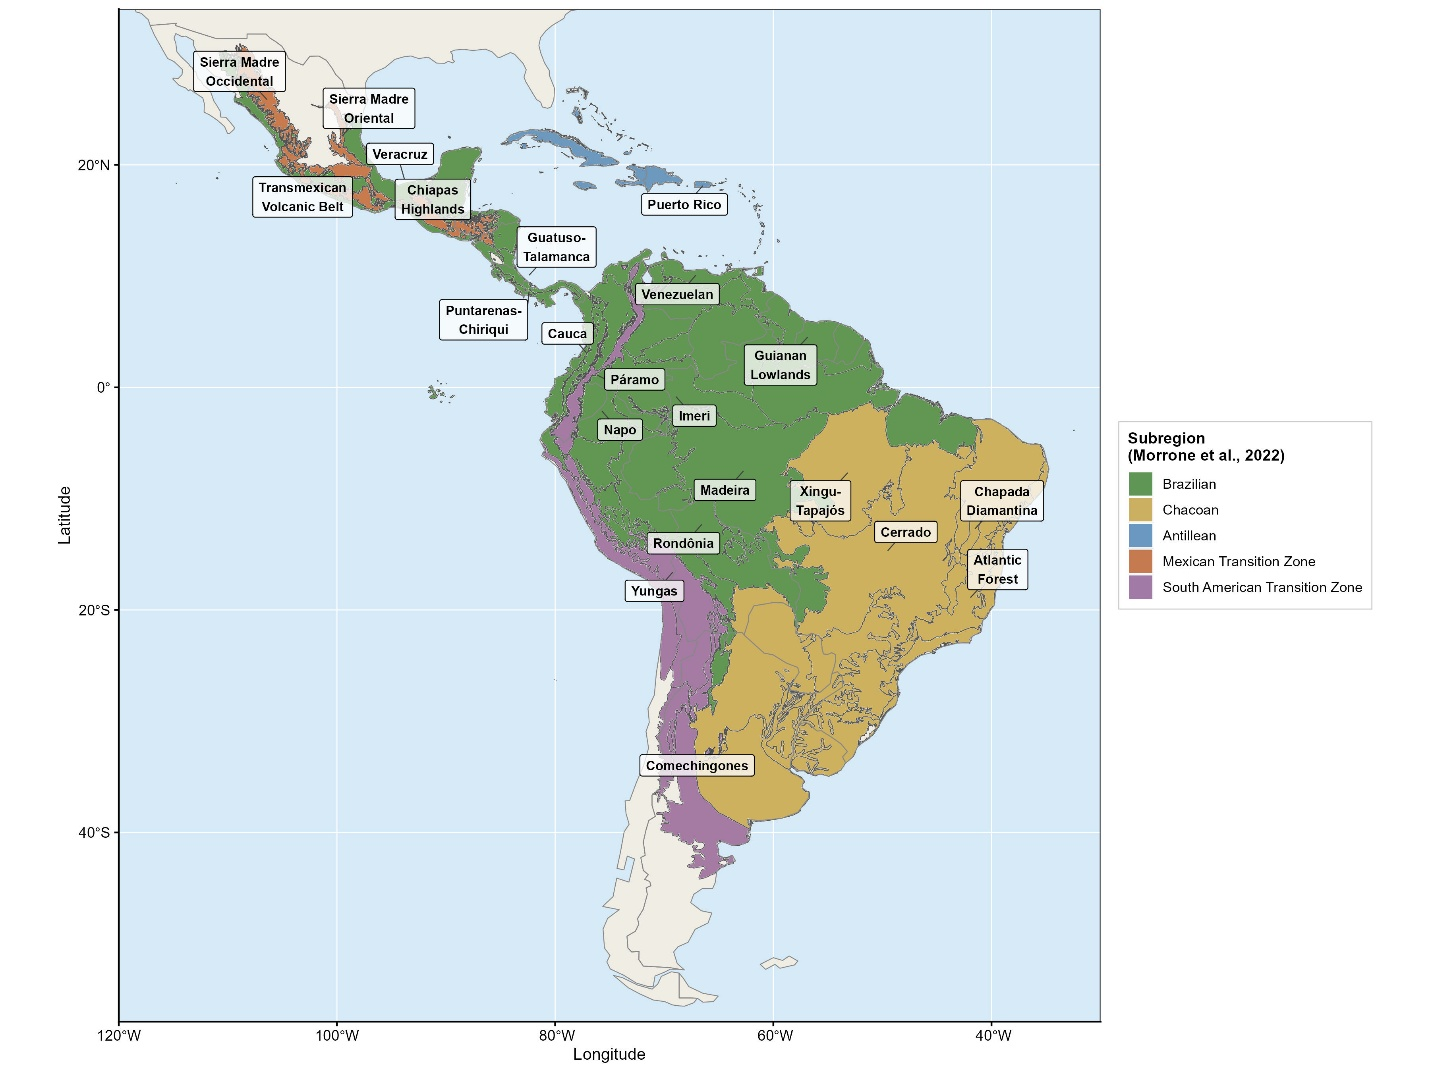 Sierra Madre
Occidental
Sierra Madre
Oriental
Veracruz
20°N
Transmexican
Volcanic Belt
Chiapas
Highlands
Puerto Rico
Guatuso-
Talamanca
Venezuelan
Puntarenas-
Chiriqui
Cauca
Guianan
Lowlands
Páramo
0°
Imeri
Napo
Madeira
Xingu-
Tapajós
Chapada
Diamantina
Cerrado
Rondônia
Atlantic
Forest
Yungas
20°S
Comechingones
40°S
120°W
100°W
80°W
60°W
40°W
Longitude
Latitude
Subregion
(Morrone et al., 2022)
Brazilian
Chacoan
Antillean
Mexican Transition Zone
South American Transition Zone